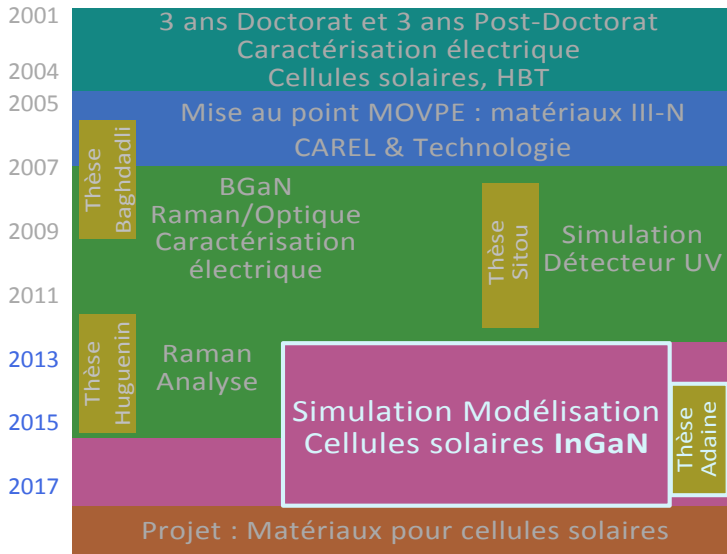 2001
3 ans Doctorat et 3 ans Post-Doctorat
Caractérisation électrique
2004
Cellules solaires, HBT
2005
Mise au point MOVPE : matériaux III-N
CAREL & Technologie
Thèse
Baghdadli
2007
BGaN
Raman/Optique
Caractérisation
électrique
2009
Thèse
Sitou
Simulation
Détecteur UV
2011
Thèse
Huguenin
2013
Raman
Analyse
Simulation Modélisation
Cellules solaires InGaN
2015
Thèse
Adaine
2017
Projet : Matériaux pour cellules solaires